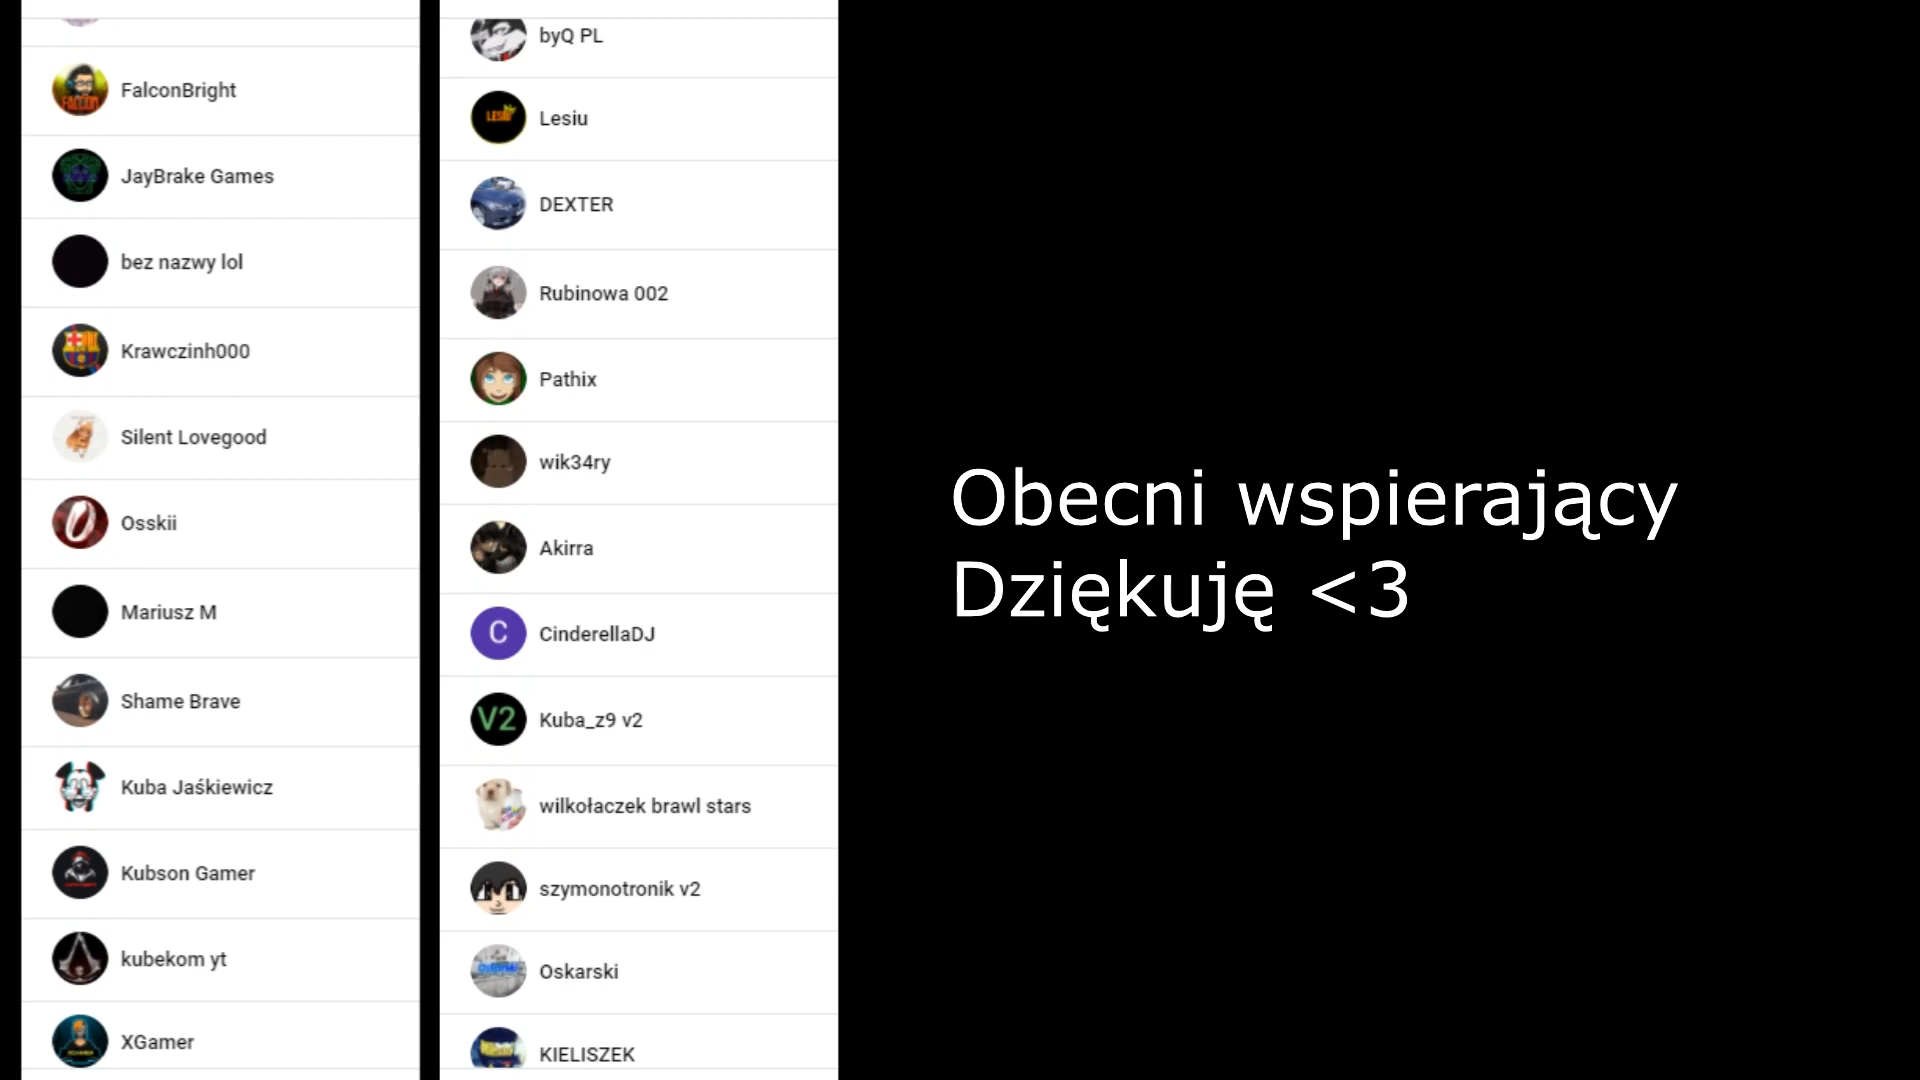 FalconBright
JayBrake Games
bez nazwy lol
Krawczinh000
Silent Lovegood
Osskii
Mariusz M
Shame Brave
Kuba Jaśkiewicz
Kubson Gamer
kubekom yt
XGamer
byQ PL
Lesiu
DEXTER
Rubinowa 002
Pathix
wik34ry
Akirra
C
CinderellaDJ
V2
Kuba_z9 v2
wilkołaczek brawl stars
szymonotronik v2
Oskarski
KIELISZEK
Obecni wspierający
Dziękuję <3